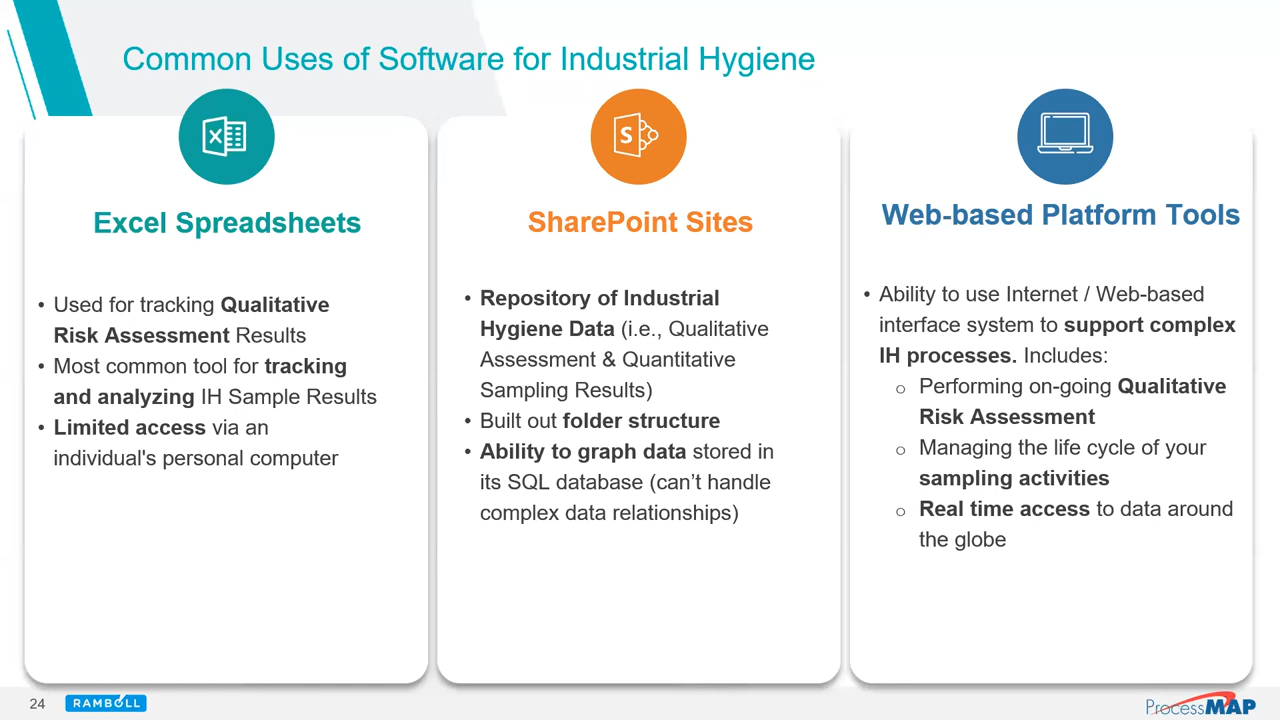 Common Uses of Software for Industrial Hygiene
X
Excel Spreadsheets
• Used for tracking Qualitative
Risk Assessment Results
• Most common tool for tracking
and analyzing IH Sample Results
• Limited access via an
individual's personal computer
S
SharePoint Sites
• Repository of Industrial
Hygiene Data (i.e., Qualitative
Assessment & Quantitative
Sampling Results)
• Built out folder structure
• Ability to graph data stored in
its SQL database (can’t handle
complex data relationships)
Web-based Platform Tools
• Ability to use Internet / Web-based
interface system to support complex
IH processes. Includes:
o Performing on-going Qualitative
Risk Assessment
o Managing the life cycle of your
sampling activities
o Real time access to data around
the globe
24
RAMBOLL
ProcessMAP